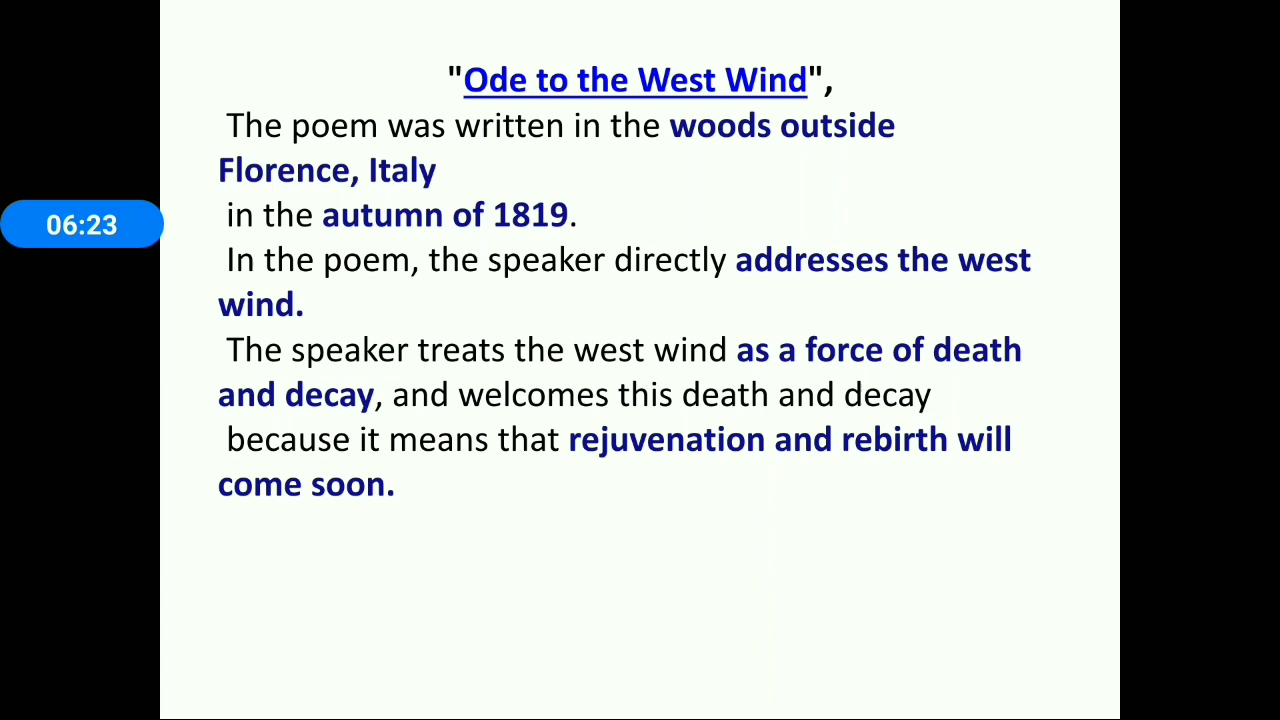 "Ode to the West Wind",
The poem was written in the woods outside
Florence, Italy
in the autumn of 1819.
In the poem, the speaker directly addresses the west
wind.
06:23
The speaker treats the west wind as a force of death
and decay, and welcomes this death and decay
because it means that rejuvenation and rebirth will
come soon.